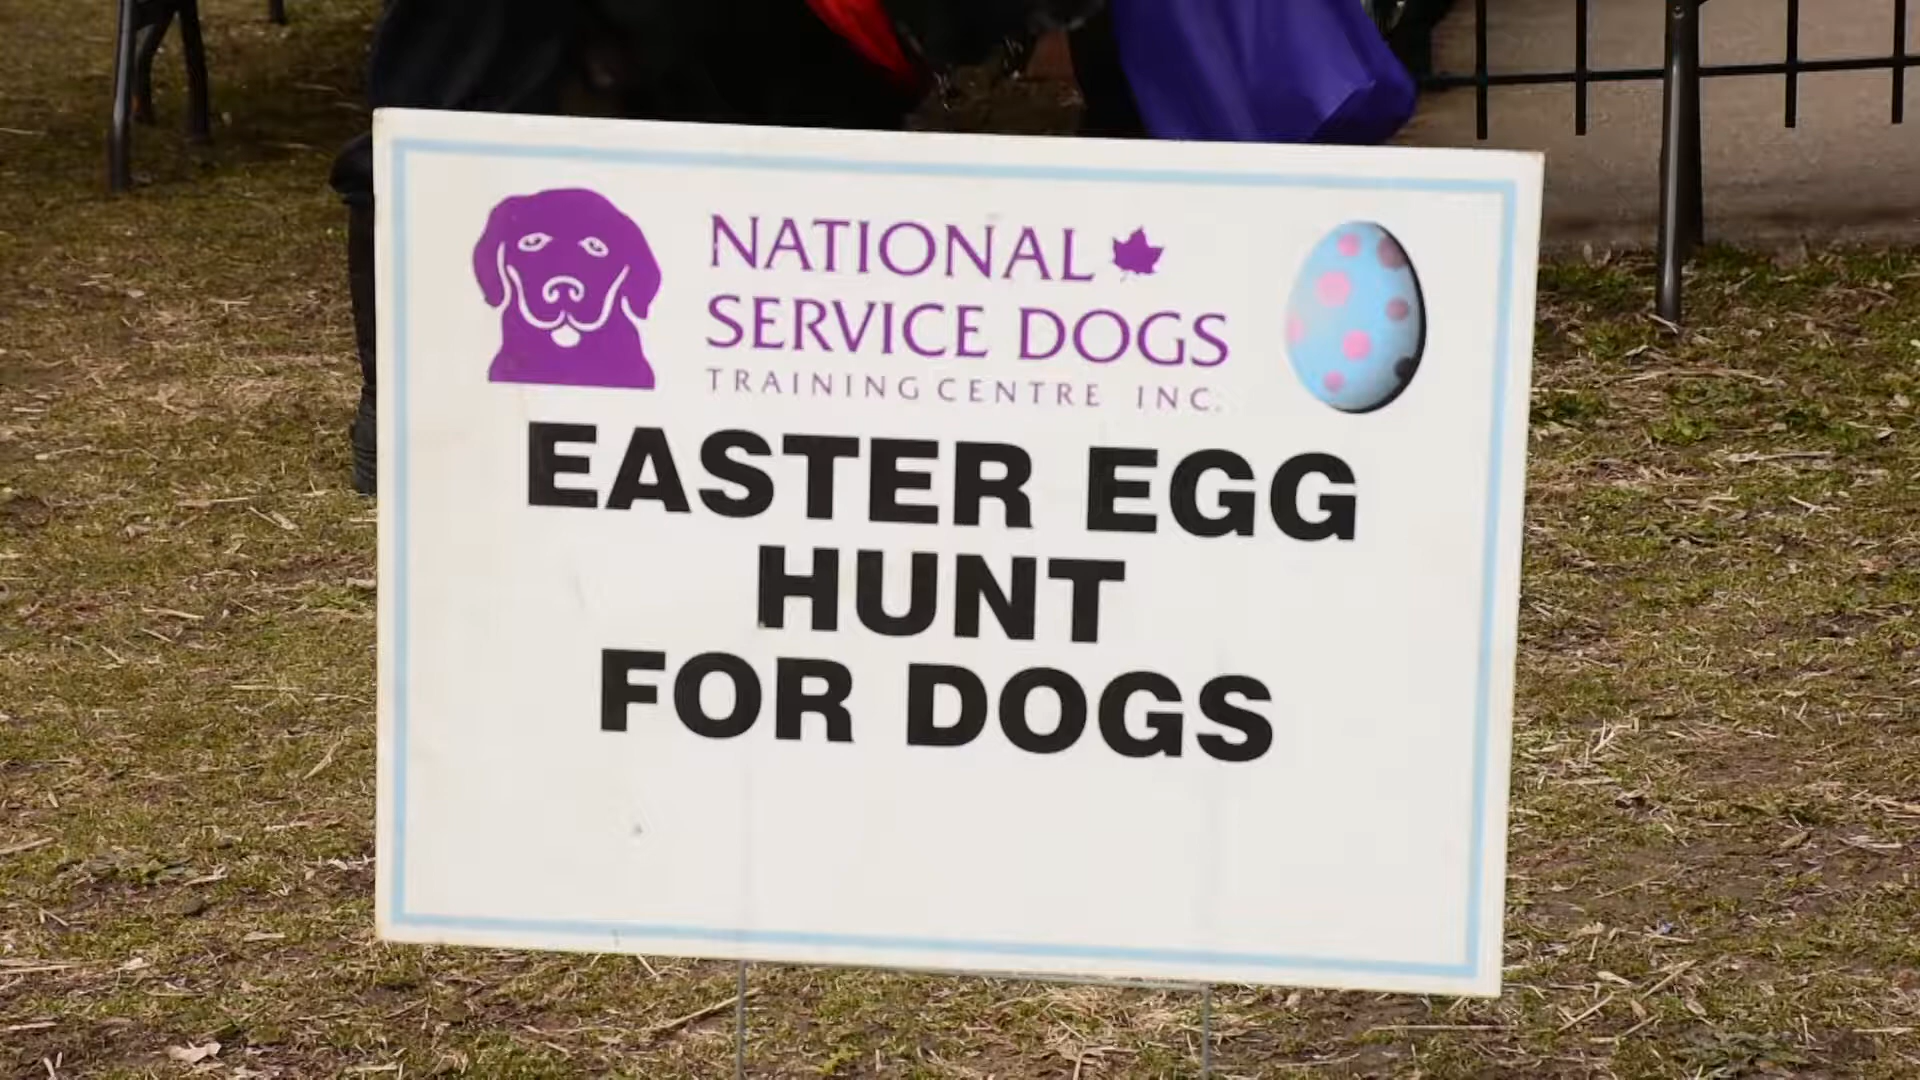 NATIONAL
SERVICE DOGS
TRAINING CENTRE INC.
EASTER EGG
HUNT
FOR DOGS